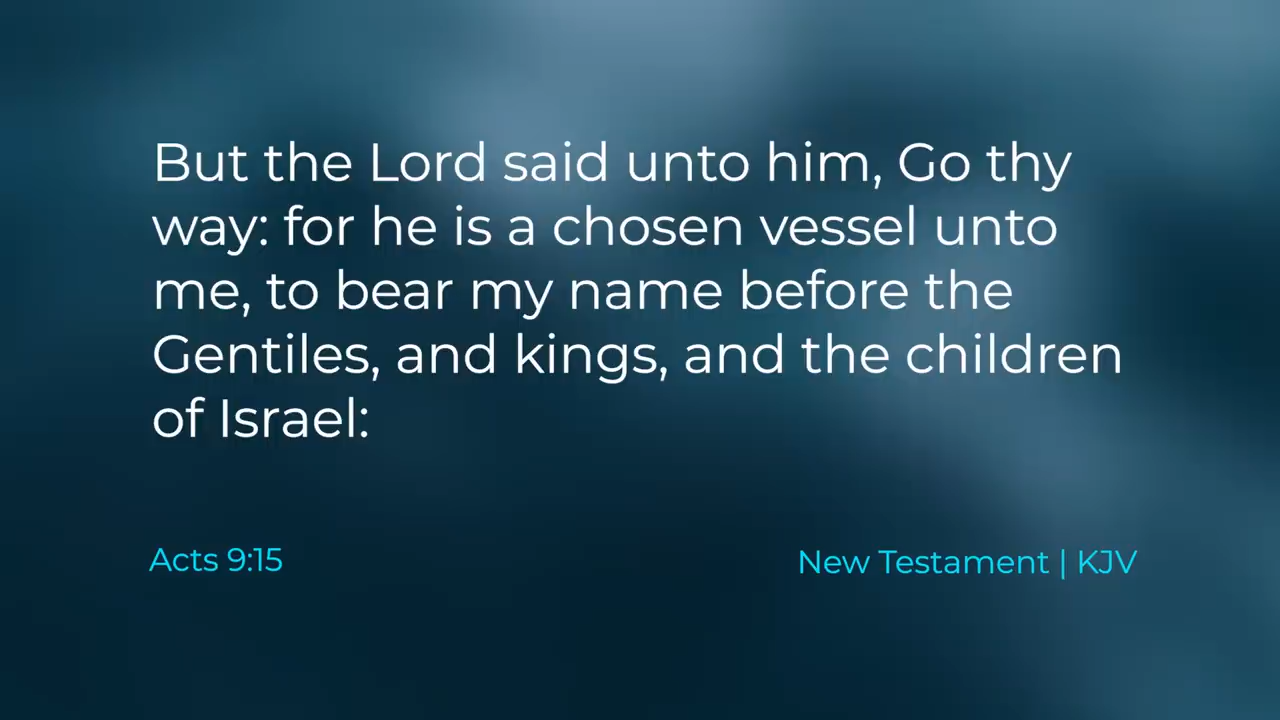 But the Lord said unto him, Go thy
way: for he is a chosen vessel unto
me, to bear my name before the
Gentiles, and kings, and the children
of Israel:
Acts 9:15
New Testament | KJV